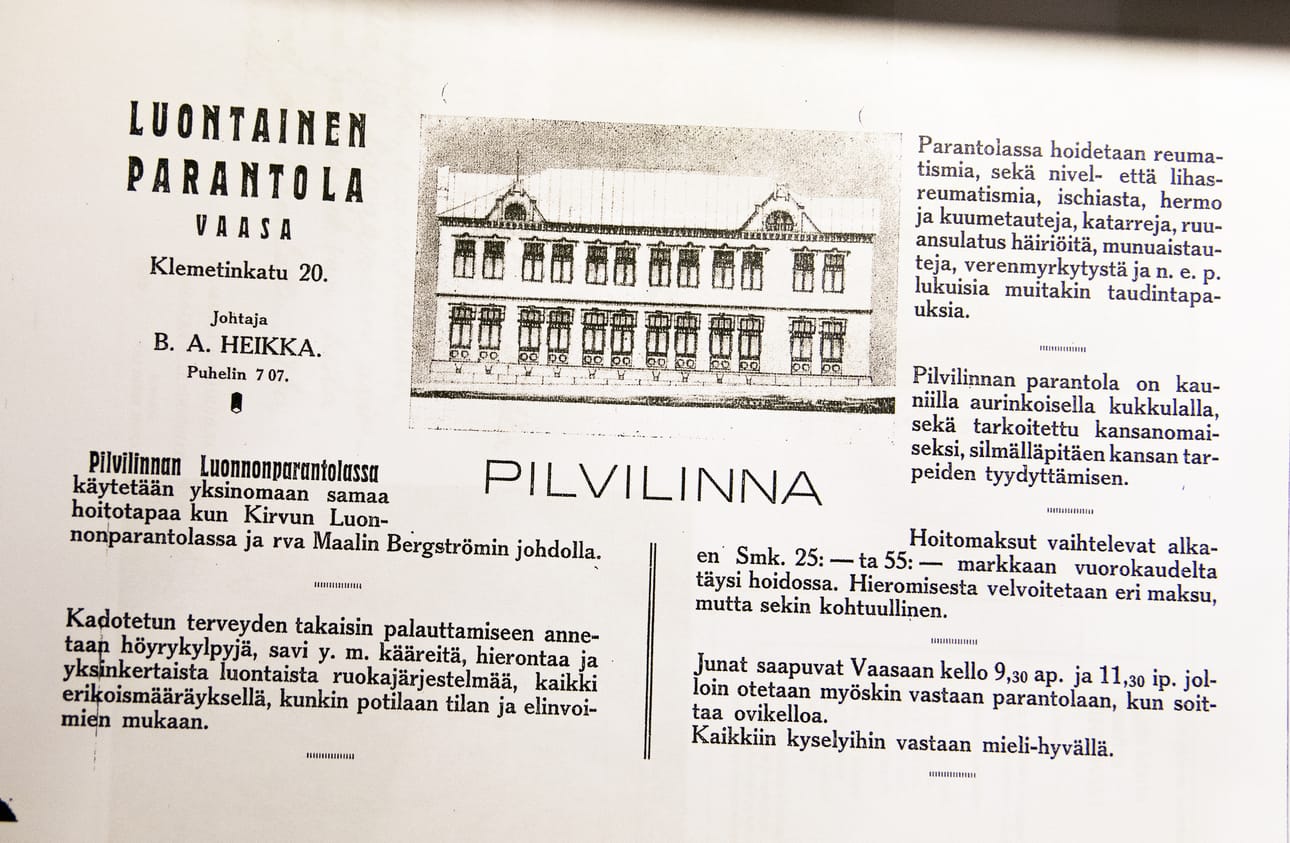 LUONTAINEN
PARANTOLA
VAASA
Klemetinkatu 20.
Johtaja
B. A. HEIKKA.
Puhelin 7 07.
Pilvilinnan Luonnonparantolassa
käytetään yksinomaan samaa
hoitotapaa kun Kirvun Luon-
nonparantolassa ja rva Maalin Bergströmin johdolla.
Kadotetun terveyden takaisin palauttamiseen anne-
taan höyrykylpyjä, savi y. m. kääreitä, hierontaa ja
yksinkertaista luontaista ruokajärjestelmää, kaikki
erikoismääräyksellä, kunkin potilaan tilan ja elinvoi-
mien mukaan.
PILVILINNA
Parantolassa hoidetaan reuma-
tismia, sekä nivel- että lihas-
reumatismia, ischiasta, hermo
ja kuumetauteja, katarreja, ruu-
ansulatus häiriöitä, munuaistau-
teja, verenmyrkytystä ja n. e. p.
lukuisia muitakin taudintapa-
uksia.
Pilvilinnan parantola on kau-
niilla aurinkoisella kukkulalla,
sekä tarkoitettu kansanomai-
seksi, silmälläpitäen kansan tar-
peiden tyydyttämisen.
Hoitomaksut vaihtelevat alka-
en Smk. 25: — ta 55: — markkaan vuorokaudelta
täysi hoidossa. Hieromisesta velvoitetaan eri maksu,
mutta sekin kohtuullinen.
Junat saapuvat Vaasaan kello 9,30 ap. ja 11,30 ip. jol-
loin otetaan myöskin vastaan parantolaan, kun soit-
taa ovikelloa.
Kaikkiin kyselyihin vastaan mieli-hyvällä.